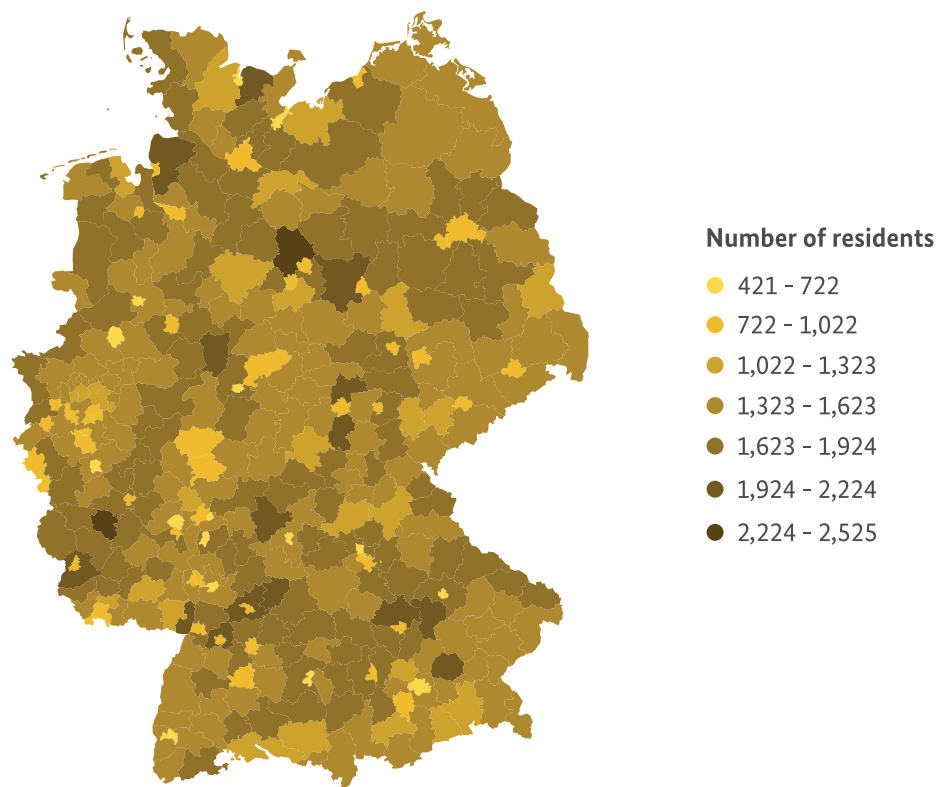 Number of residents
421 – 722
722 – 1,022
1,022 – 1,323
1,323 – 1,623
1,623 – 1,924
1,924 – 2,224
2,224 – 2,525